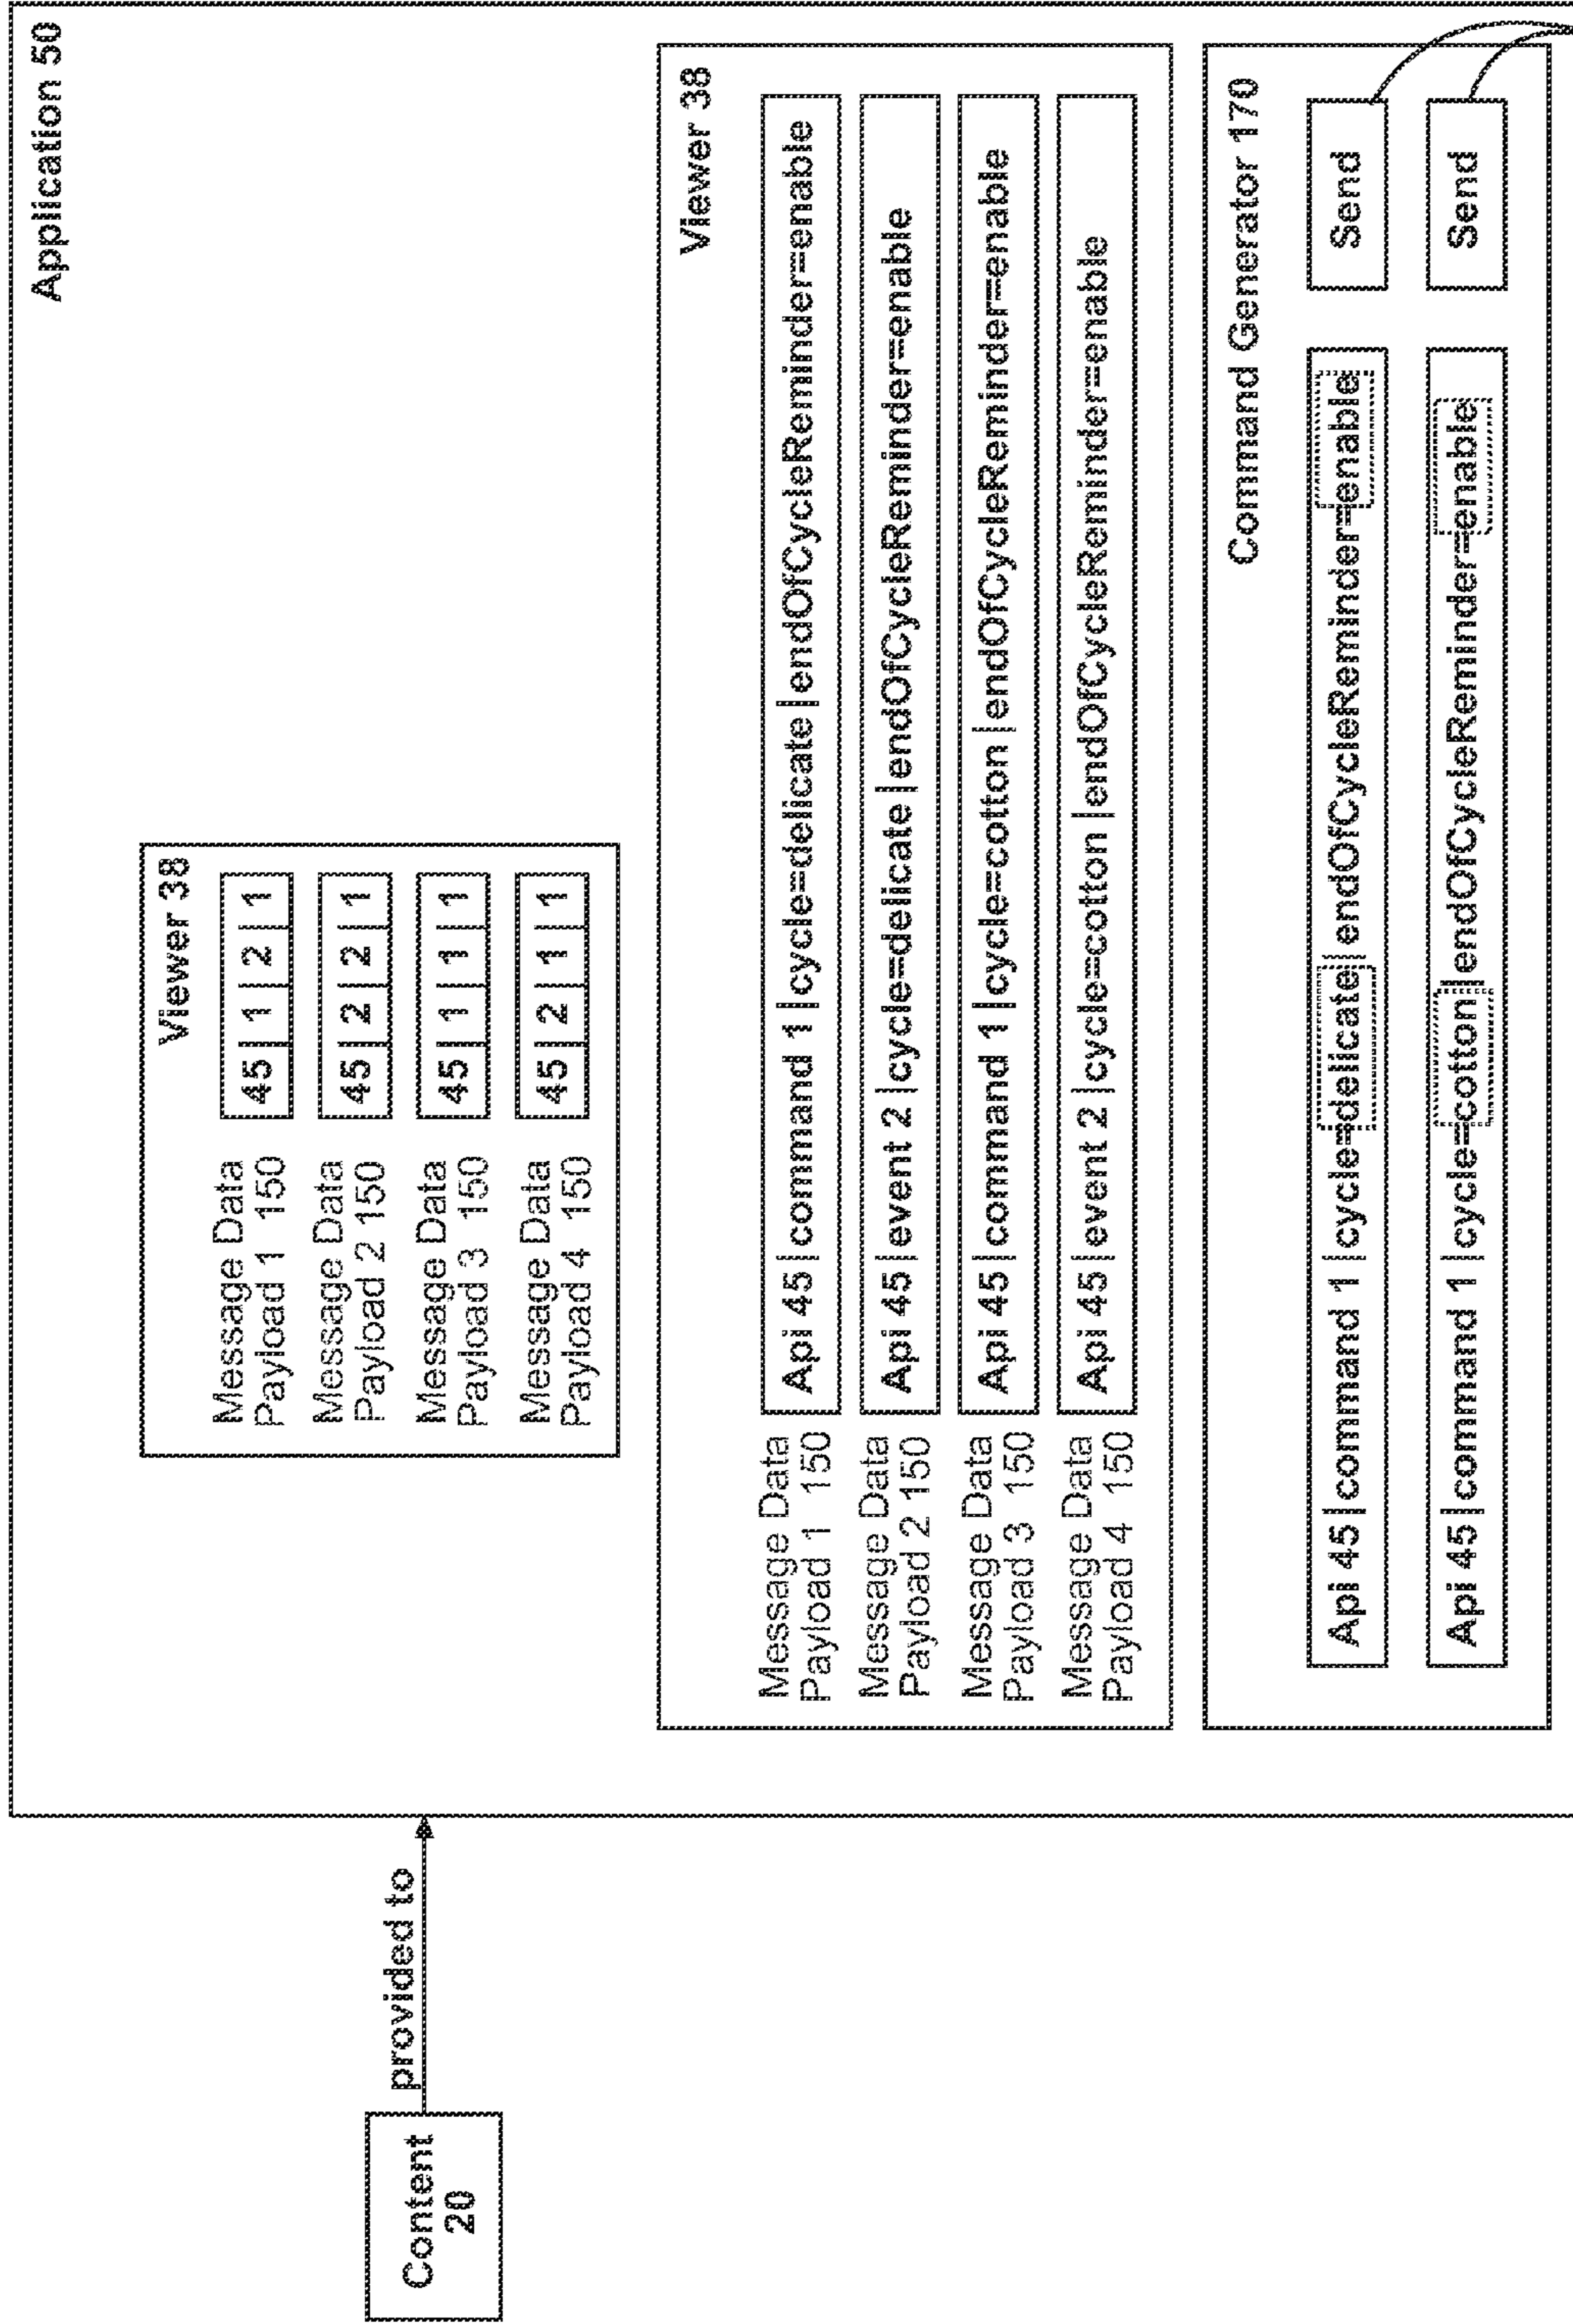 Application 50
Content
20
provided to
Viewer 38
Message Data
Payload 1 150
45 | 1 | 2 | 1
Message Data
Payload 2 150
45 | 2 | 2 | 1
Message Data
Payload 3 150
45 | 1 | 1 | 1
Message Data
Payload 4 150
45 | 2 | 1 | 1
Viewer 38
Message Data
Payload 1 150
Api 45|command 1|cycle=delicate|endOfCycleReminder=enable
Message Data
Payload 2 150
Api 45|event 2|cycle=delicate|endOfCycleReminder=enable
Message Data
Payload 3 150
Api 45|command 1|cycle=cotton|endOfCycleReminder=enable
Message Data
Payload 4 150
Api 45|event 2|cycle=cotton|endOfCycleReminder=enable
Command Generator 170
Api 45|command 1|cycle=delicate|endOfCycleReminder=enable
Send
Api 45|command 1|cycle=cotton|endOfCycleReminder=enable
Send